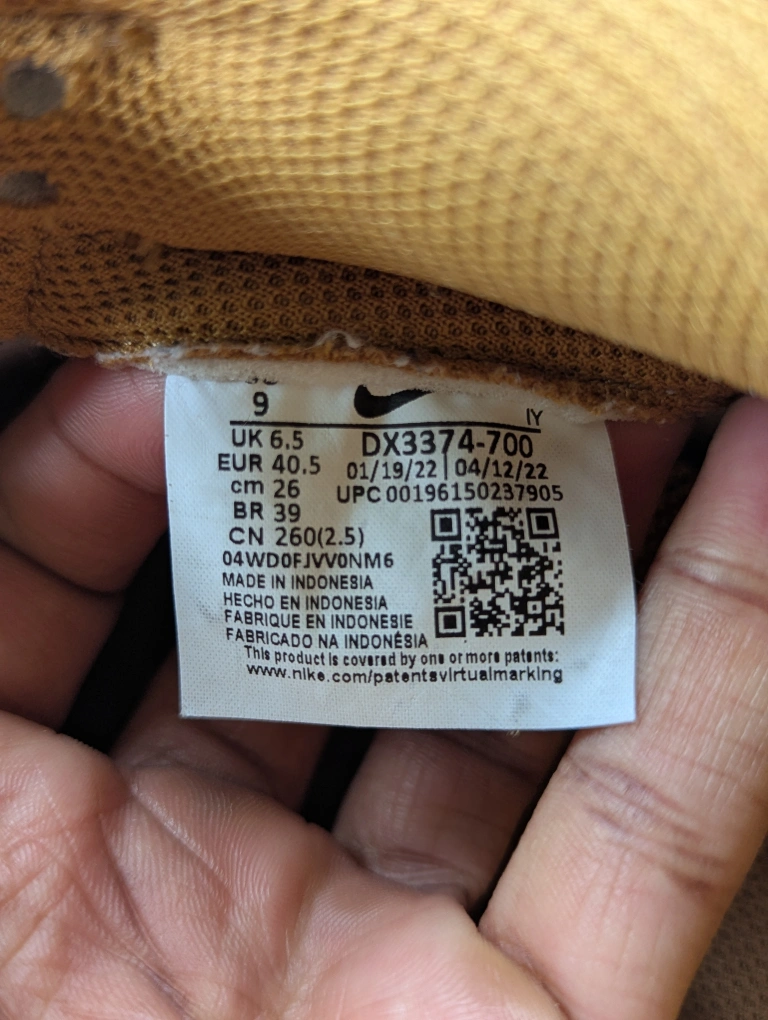 9
IY
UK 6.5
DX3374-700
EUR 40.5
01/19/22 | 04/12/22
cm 26
UPC 00196150237905
BR 39
CN 260(2.5)
04WD0FJVV0NM6
MADE IN INDONESIA
HECHO EN INDONESIA
FABRIQUE EN INDONESIE
FABRICADO NA INDONÉSIA
This product is covered by one or more patents:
www.nike.com/patentsvirtualmarking